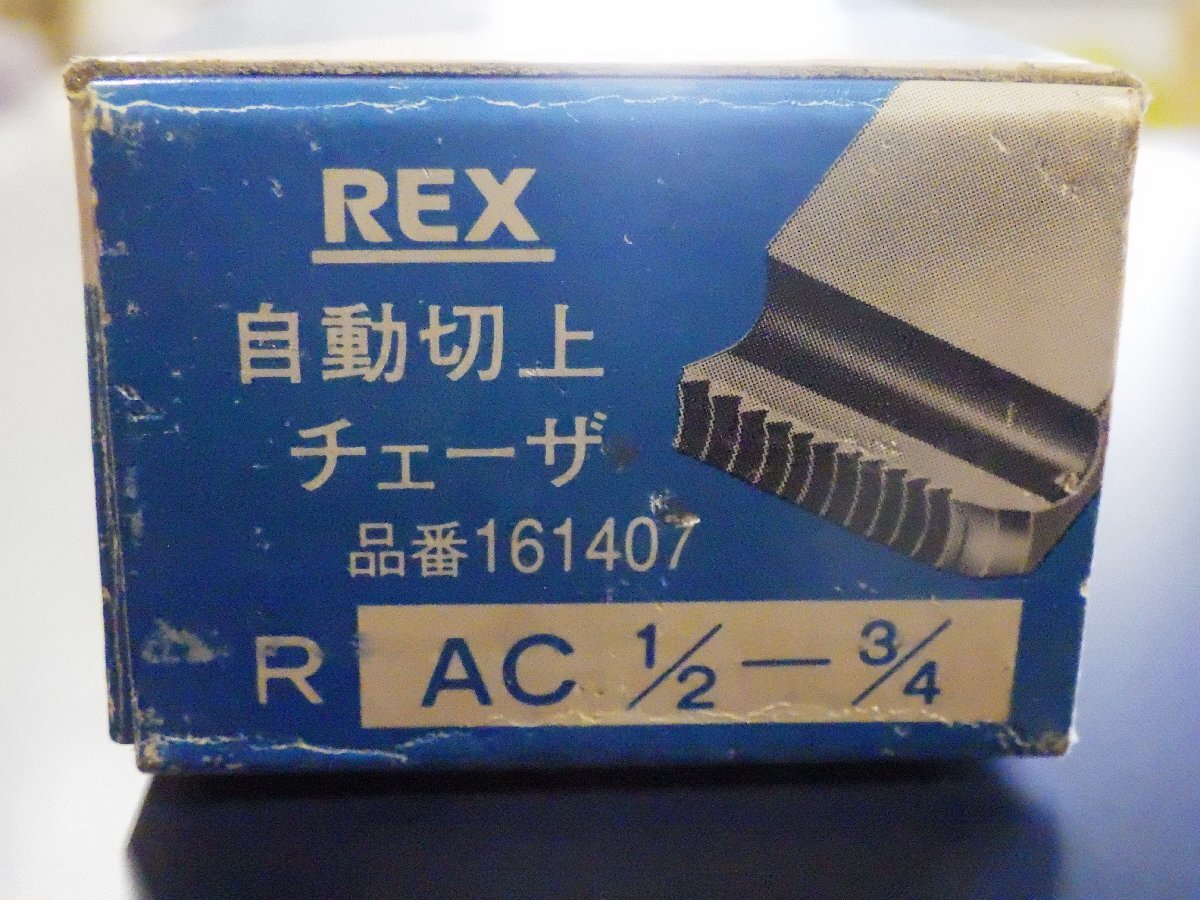 REX
自動切上
チェーザ
品番161407
R AC 1/2 — 3/4